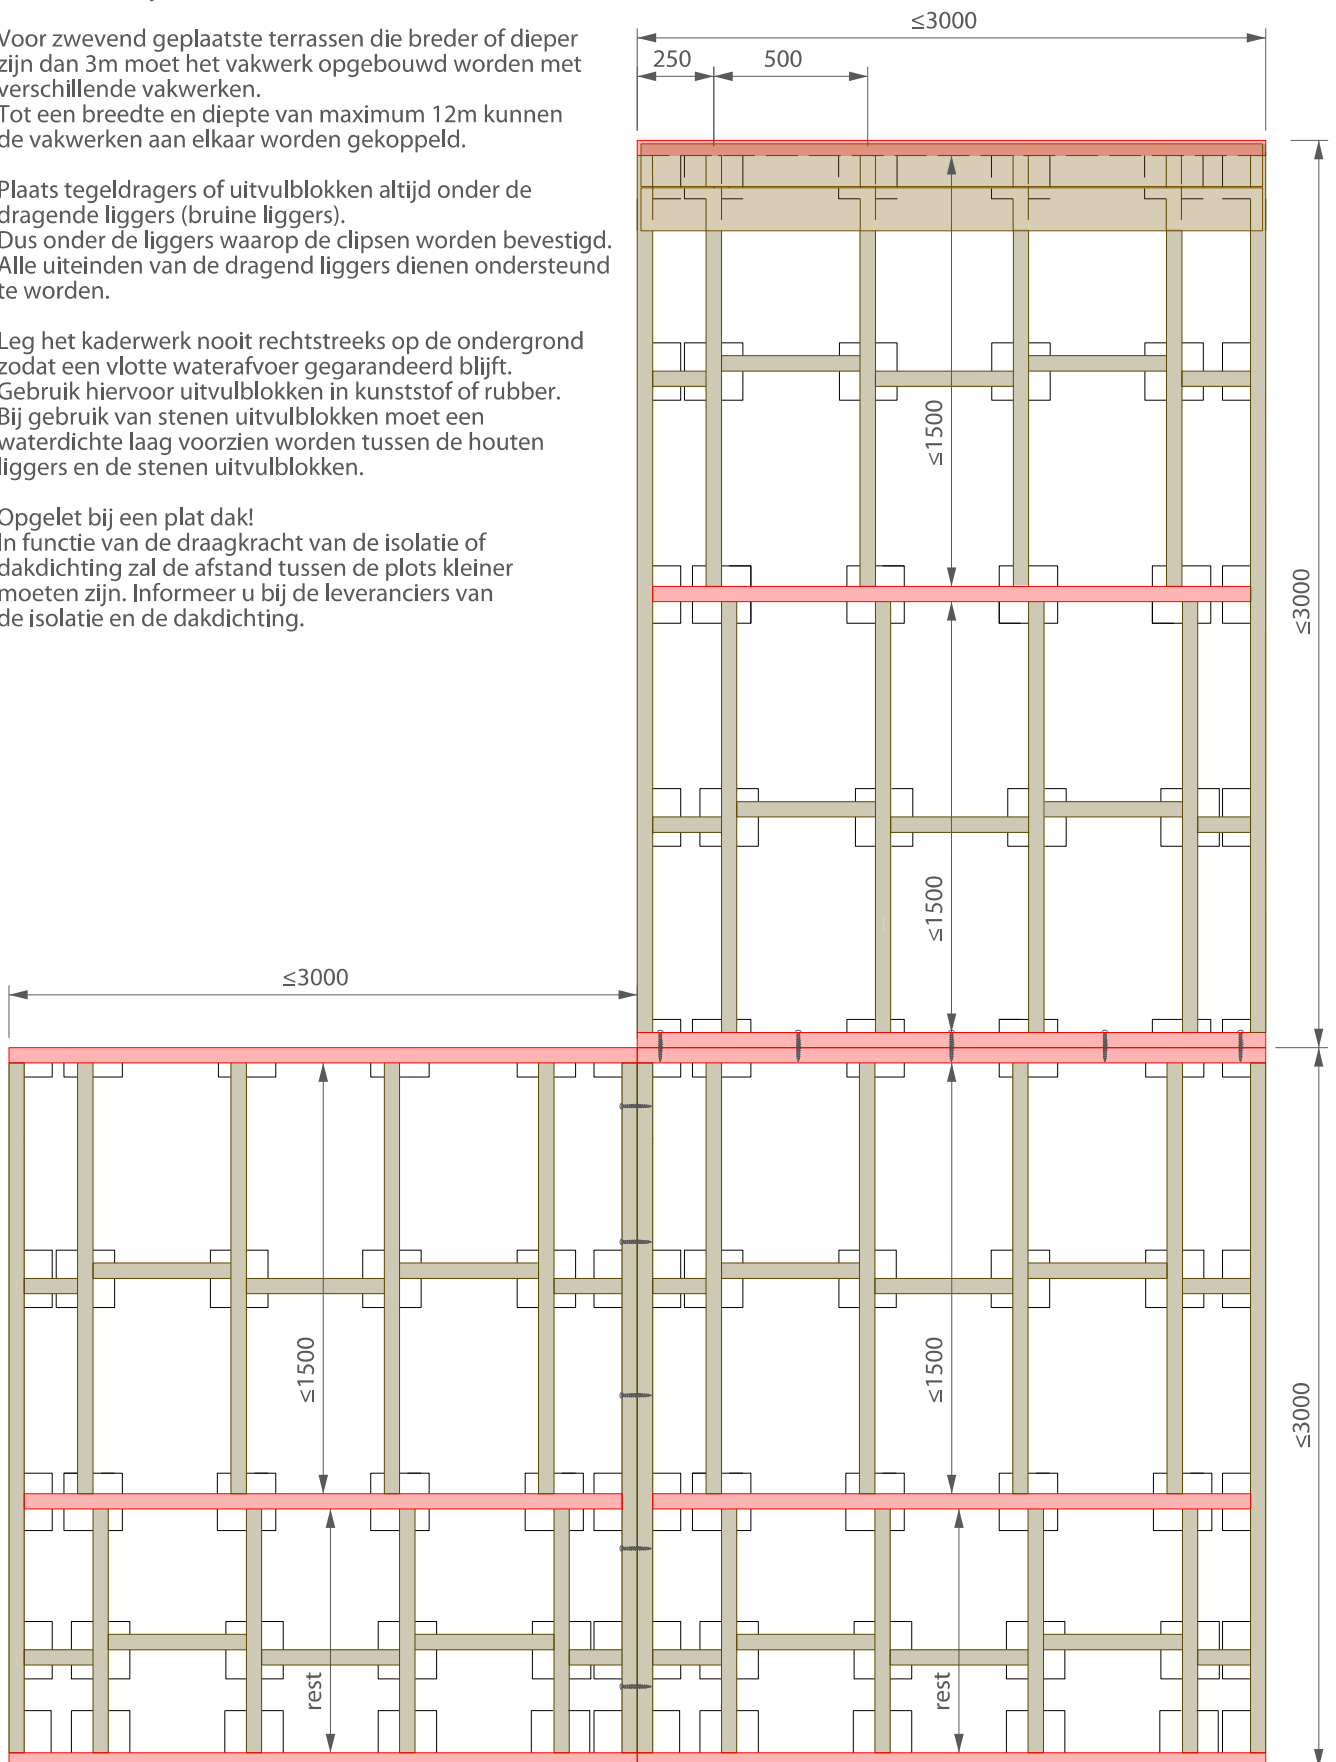 Voor zwevend geplaatste terrassen die breder of dieper
zijn dan 3m moet het vakwerk opgebouwd worden met
verschillende vakwerken.
Tot een breedte en diepte van maximum 12m kunnen
de vakwerken aan elkaar worden gekoppeld.
Plaats tegeldragers of uitvulblokken altijd onder de
dragende liggers (bruine liggers).
Dus onder de liggers waarop de clipsen worden bevestigd.
Alle uiteinden van de dragend liggers dienen ondersteund
te worden.
Leg het kaderwerk nooit rechtstreeks op de ondergrond
zodat een vlotte waterafvoer gegarandeerd blijft.
Gebruik hiervoor uitvulblokken in kunststof of rubber.
Bij gebruik van stenen uitvulblokken moet een
waterdichte laag voorzien worden tussen de houten
liggers en de stenen uitvulblokken.
Opgelet bij een plat dak!
In functie van de draagkracht van de isolatie of
dakdichting zal de afstand tussen de plots kleiner
moeten zijn. Informeer u bij de leveranciers van
de isolatie en de dakdichting.
≤3000
250
500
≤1500
≤3000
≤1500
≤3000
≤1500
≤1500
≤3000
rest
rest